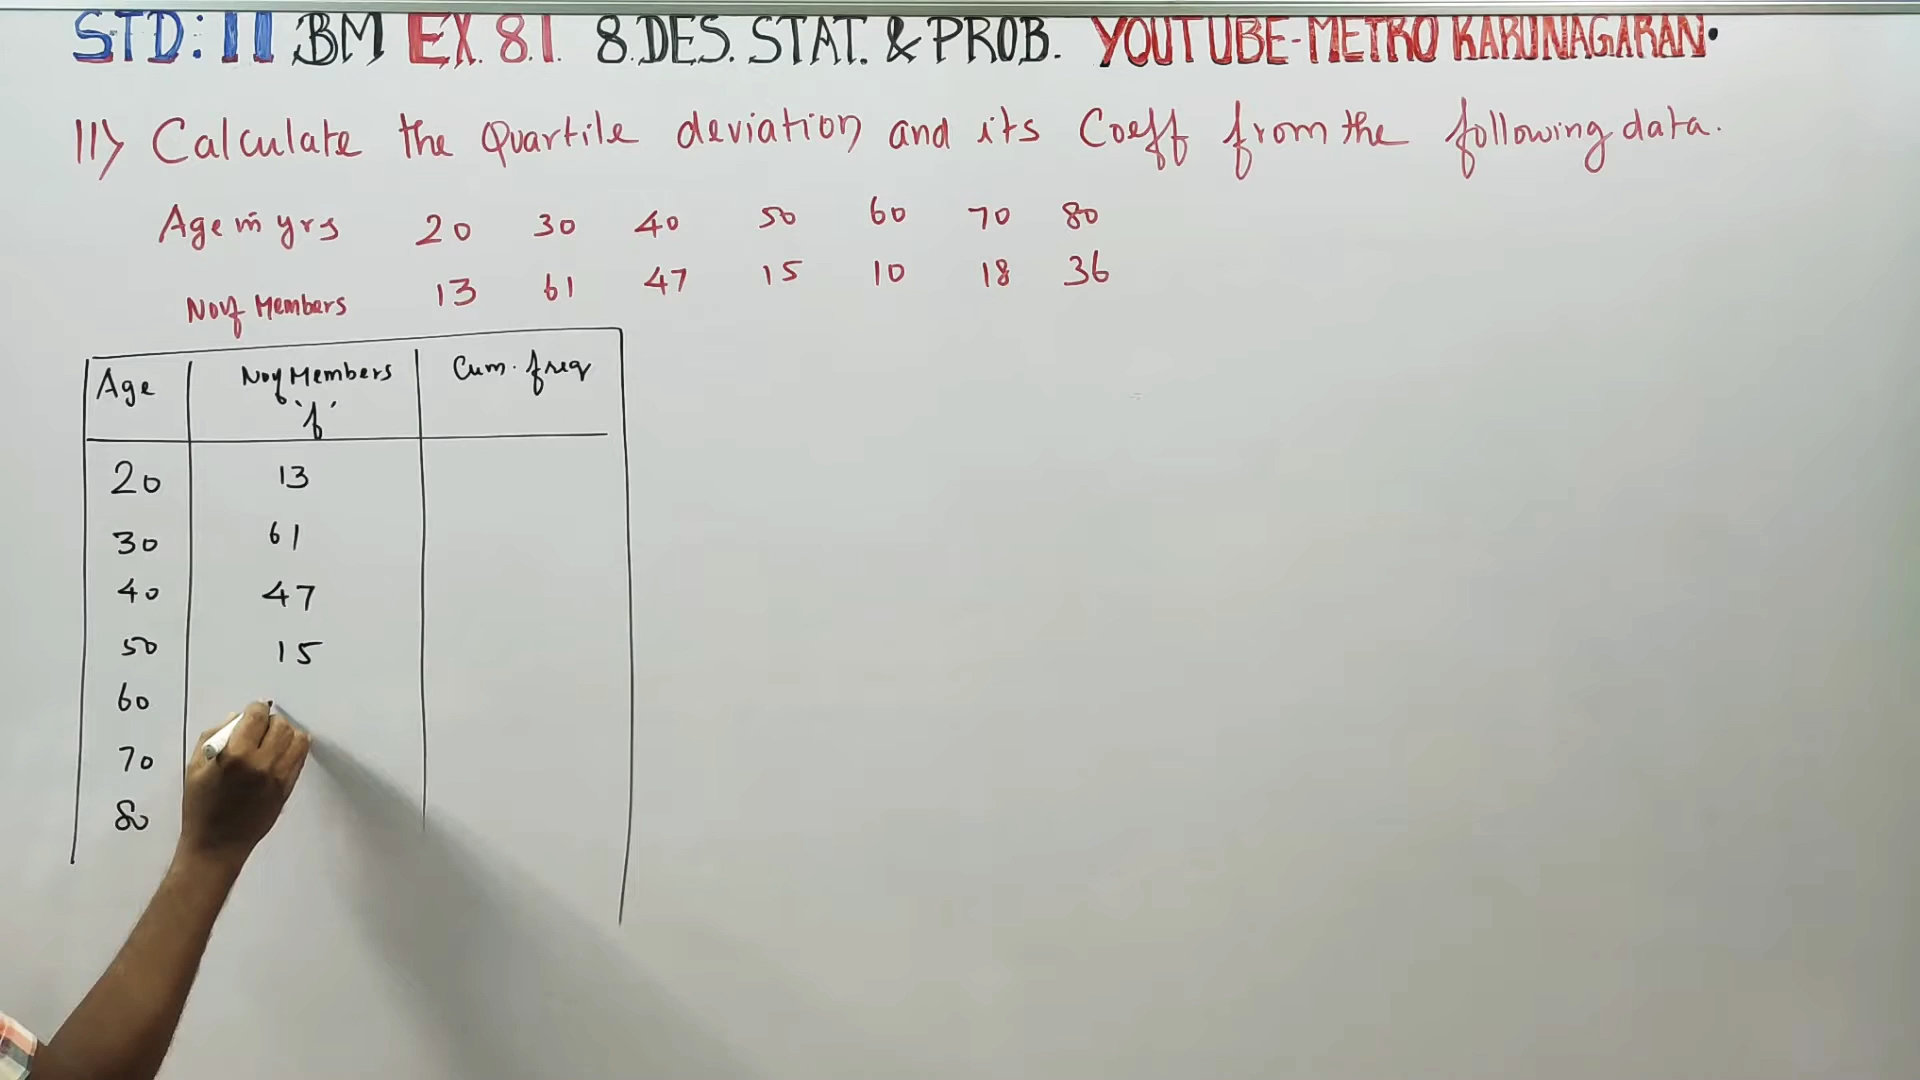 STD: 11 BM EX. 8.1. 8.DES. STAT. & PROB. YOUTUBE-METRO KARUNAGARAN.
11) Calculate the Quartile deviation and its Coeff from the following data.
Age in yrs 20 30 40 50 60 70 80
No of Members 13 61 47 15 10 18 36
Age No of Members 'f' Cum. freq
20 13
30 61
40 47
50 15
60
70
80